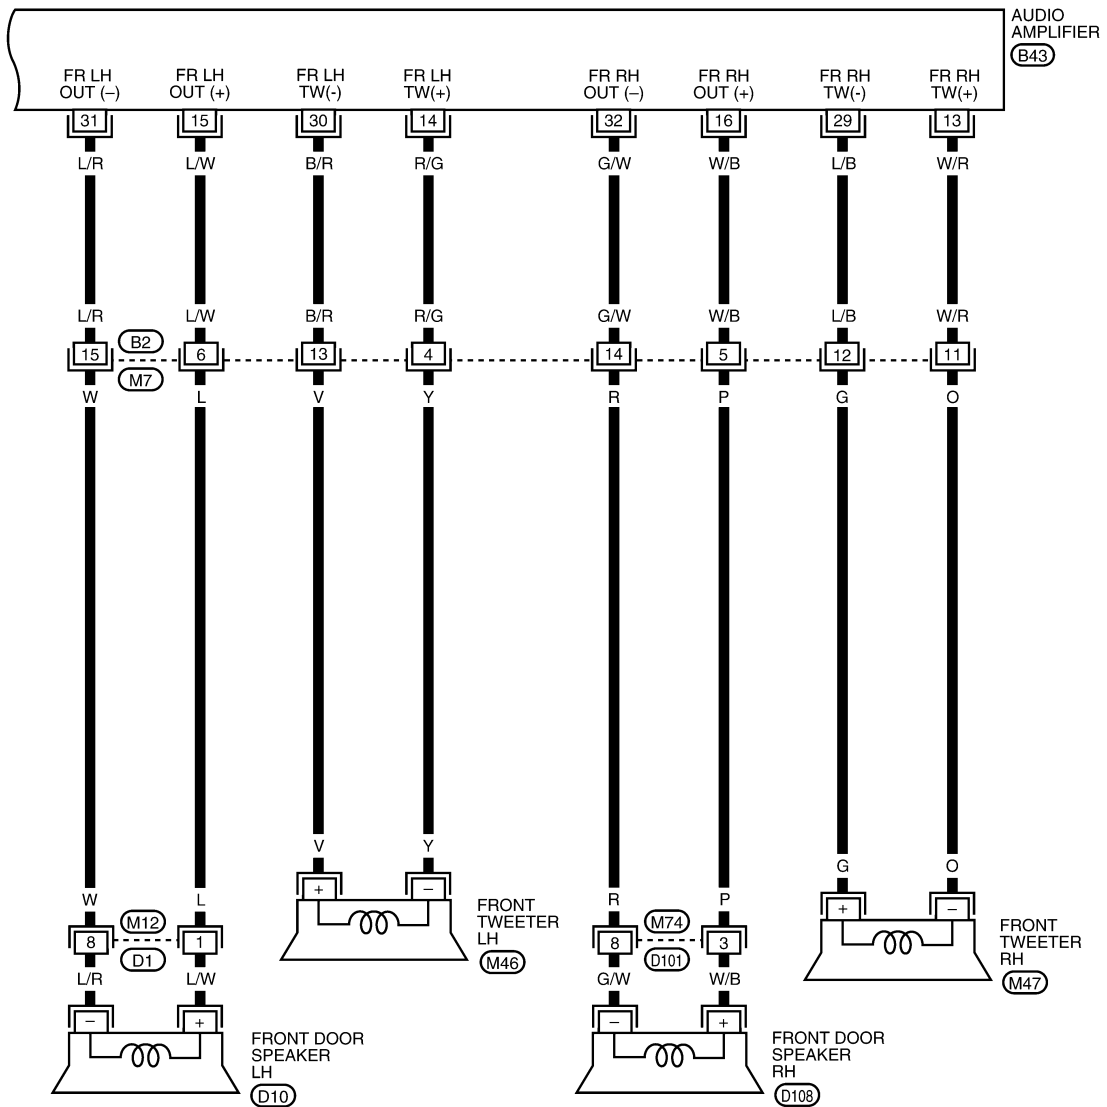 AUDIO
AMPLIFIER
B43
FR LH FR LH FR LH FR LH FR RH FR RH FR RH FR RH
OUT (–) OUT (+) TW(-) TW(+) OUT (–) OUT (+) TW(-) TW(+)
31 15 30 14 32 16 29 13
L/R L/W B/R R/G G/W W/B L/B W/R
L/R L/W B/R R/G G/W W/B L/B W/R
B2
15 6 13 4 14 5 12 11
M7
W L V Y R P G O
V Y
G O
+ –
W L R P
+ –
FRONT
TWEETER
LH
M46
M12 M74
8 1 8 3
D1 D101
FRONT
TWEETER
RH
M47
L/R L/W G/W W/B
– + – +
FRONT DOOR
SPEAKER
LH
D10
FRONT DOOR
SPEAKER
RH
D108